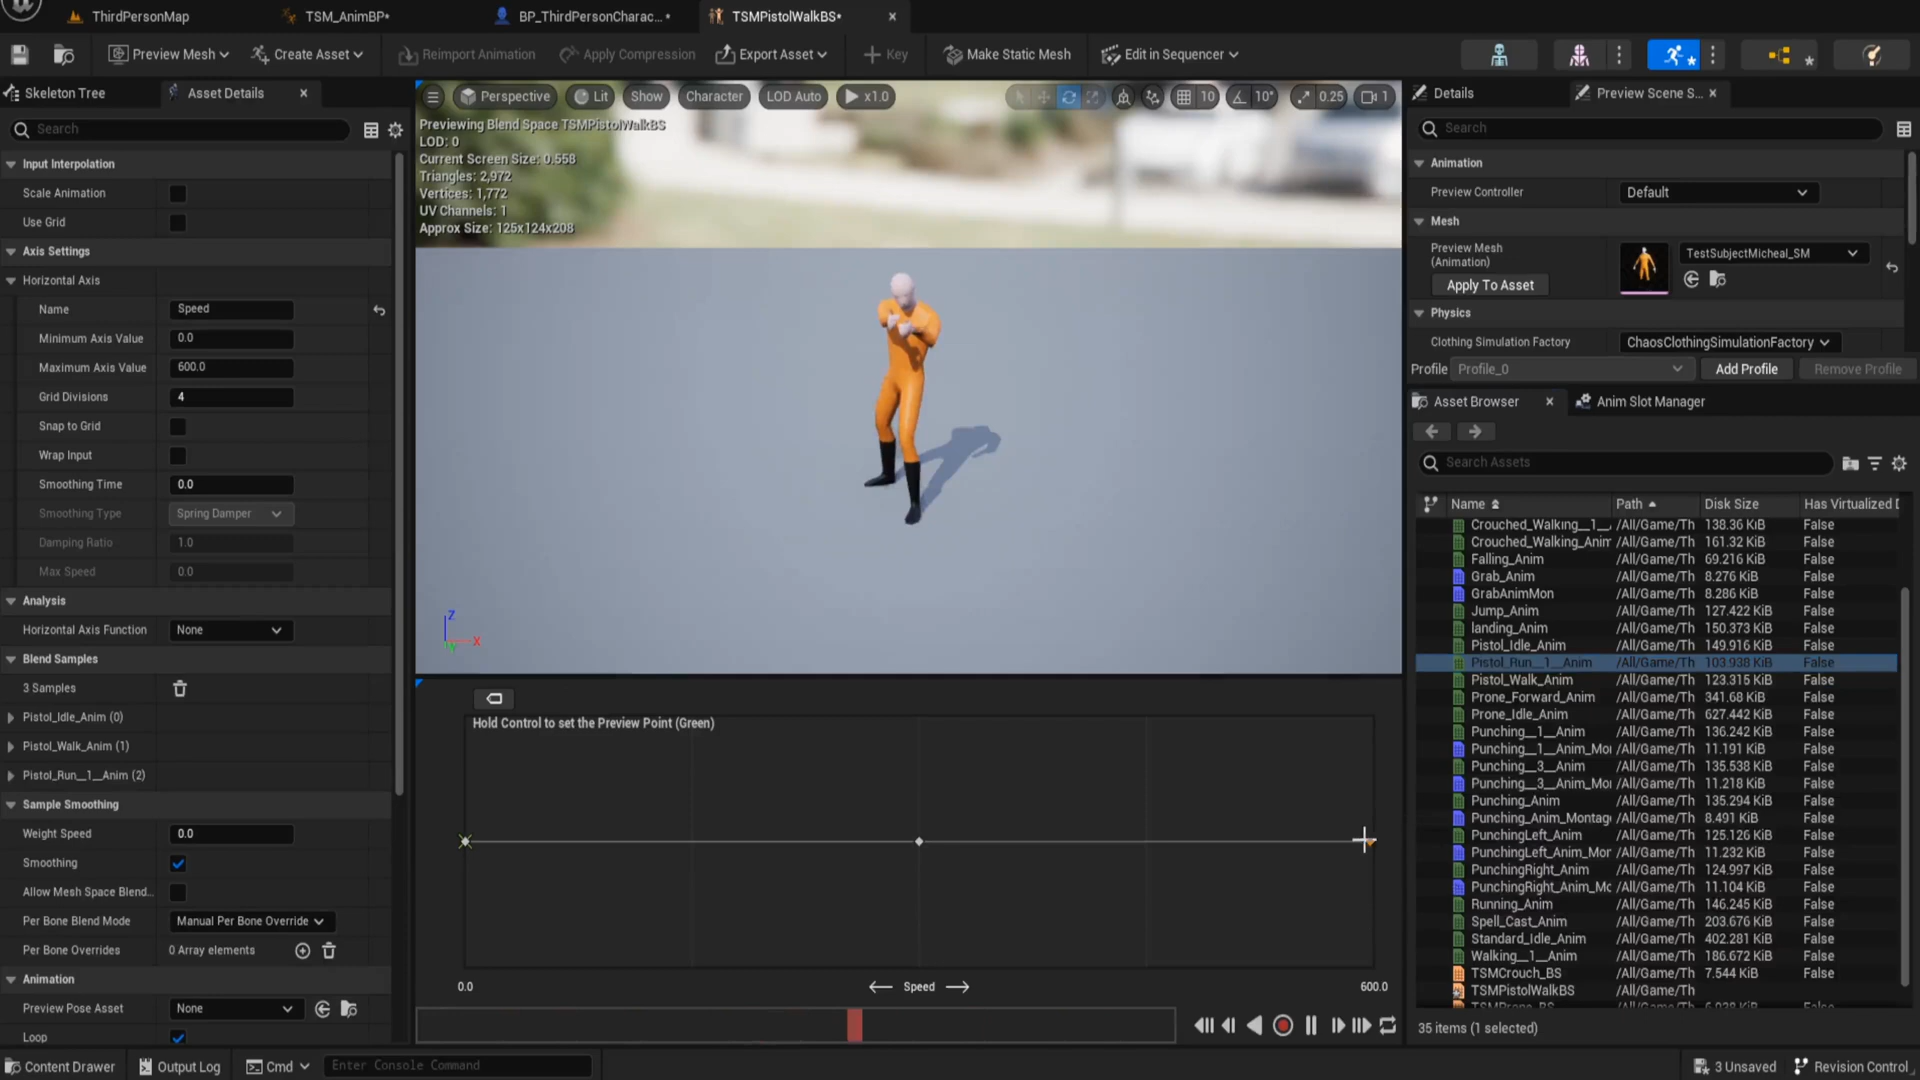 ThirdPersonMap
TSM_AnimBP*
BP_ThirdPersonCharac... *
TSMPistolWalkBS*
Preview Mesh
Create Asset
Reimport Animation
Apply Compression
Export Asset
Key
Make Static Mesh
Edit in Sequencer
Skeleton Tree
Asset Details
Search
Input Interpolation
Scale Animation
Use Grid
Axis Settings
Horizontal Axis
Name Speed
Minimum Axis Value 0.0
Maximum Axis Value 600.0
Grid Divisions 4
Snap to Grid
Wrap Input
Smoothing Time 0.0
Smoothing Type Spring Damper
Damping Ratio 1.0
Max Speed 0.0
Analysis
Horizontal Axis Function None
Blend Samples
3 Samples
Pistol_Idle_Anim (0)
Pistol_Walk_Anim (1)
Pistol_Run__1__Anim (2)
Sample Smoothing
Weight Speed 0.0
Smoothing
Allow Mesh Space Blend...
Per Bone Blend Mode Manual Per Bone Override
Per Bone Overrides 0 Array elements
Animation
Preview Pose Asset None
Loop
Perspective Lit Show Character LOD Auto x1.0 10 10° 0.25 1
Previewing Blend Space TSMPistolWalkBS
LOD: 0
Current Screen Size: 0.558
Triangles: 2,972
Vertices: 1,772
UV Channels: 1
Approx Size: 125x124x208
Z
X
Y
Hold Control to set the Preview Point (Green)
0.0 Speed 600.0
Details
Preview Scene S...
Search
Animation
Preview Controller Default
Mesh
Preview Mesh
(Animation)
TestSubjectMicheal_SM
Apply To Asset
Physics
Clothing Simulation Factory ChaosClothingSimulationFactory
Profile Profile_0 Add Profile Remove Profile
Asset Browser
Anim Slot Manager
Search Assets
Name Path Disk Size Has Virtualized D
Crouched_Walking__1__ /All/Game/Th 138.36 KiB False
Crouched_Walking_Anim /All/Game/Th 161.32 KiB False
Falling_Anim /All/Game/Th 69.216 KiB False
Grab_Anim /All/Game/Th 8.276 KiB False
GrabAnimMon /All/Game/Th 8.286 KiB False
Jump_Anim /All/Game/Th 127.422 KiB False
landing_Anim /All/Game/Th 150.373 KiB False
Pistol_Idle_Anim /All/Game/Th 149.916 KiB False
Pistol_Run__1__Anim /All/Game/Th 103.938 KiB False
Pistol_Walk_Anim /All/Game/Th 123.315 KiB False
Prone_Forward_Anim /All/Game/Th 341.68 KiB False
Prone_Idle_Anim /All/Game/Th 627.442 KiB False
Punching__1__Anim /All/Game/Th 136.242 KiB False
Punching__1__Anim_Mon /All/Game/Th 11.191 KiB False
Punching__3__Anim /All/Game/Th 135.538 KiB False
Punching__3__Anim_Mon /All/Game/Th 11.218 KiB False
Punching_Anim /All/Game/Th 135.294 KiB False
Punching_Anim_Montage /All/Game/Th 8.491 KiB False
PunchingLeft_Anim /All/Game/Th 125.126 KiB False
PunchingLeft_Anim_Mor /All/Game/Th 11.232 KiB False
PunchingRight_Anim /All/Game/Th 124.997 KiB False
PunchingRight_Anim_Mc /All/Game/Th 11.104 KiB False
Running_Anim /All/Game/Th 146.245 KiB False
Spell_Cast_Anim /All/Game/Th 203.676 KiB False
Standard_Idle_Anim /All/Game/Th 402.281 KiB False
Walking__1__Anim /All/Game/Th 186.672 KiB False
TSMCrouch_BS /All/Game/Th 7.544 KiB False
TSMPistolWalkBS /All/Game/Th
TSMProne_BS /All/Game/Th 6.938 KiB False
35 items (1 selected)
Content Drawer
Output Log
Cmd
Enter Console Command
3 Unsaved
Revision Control